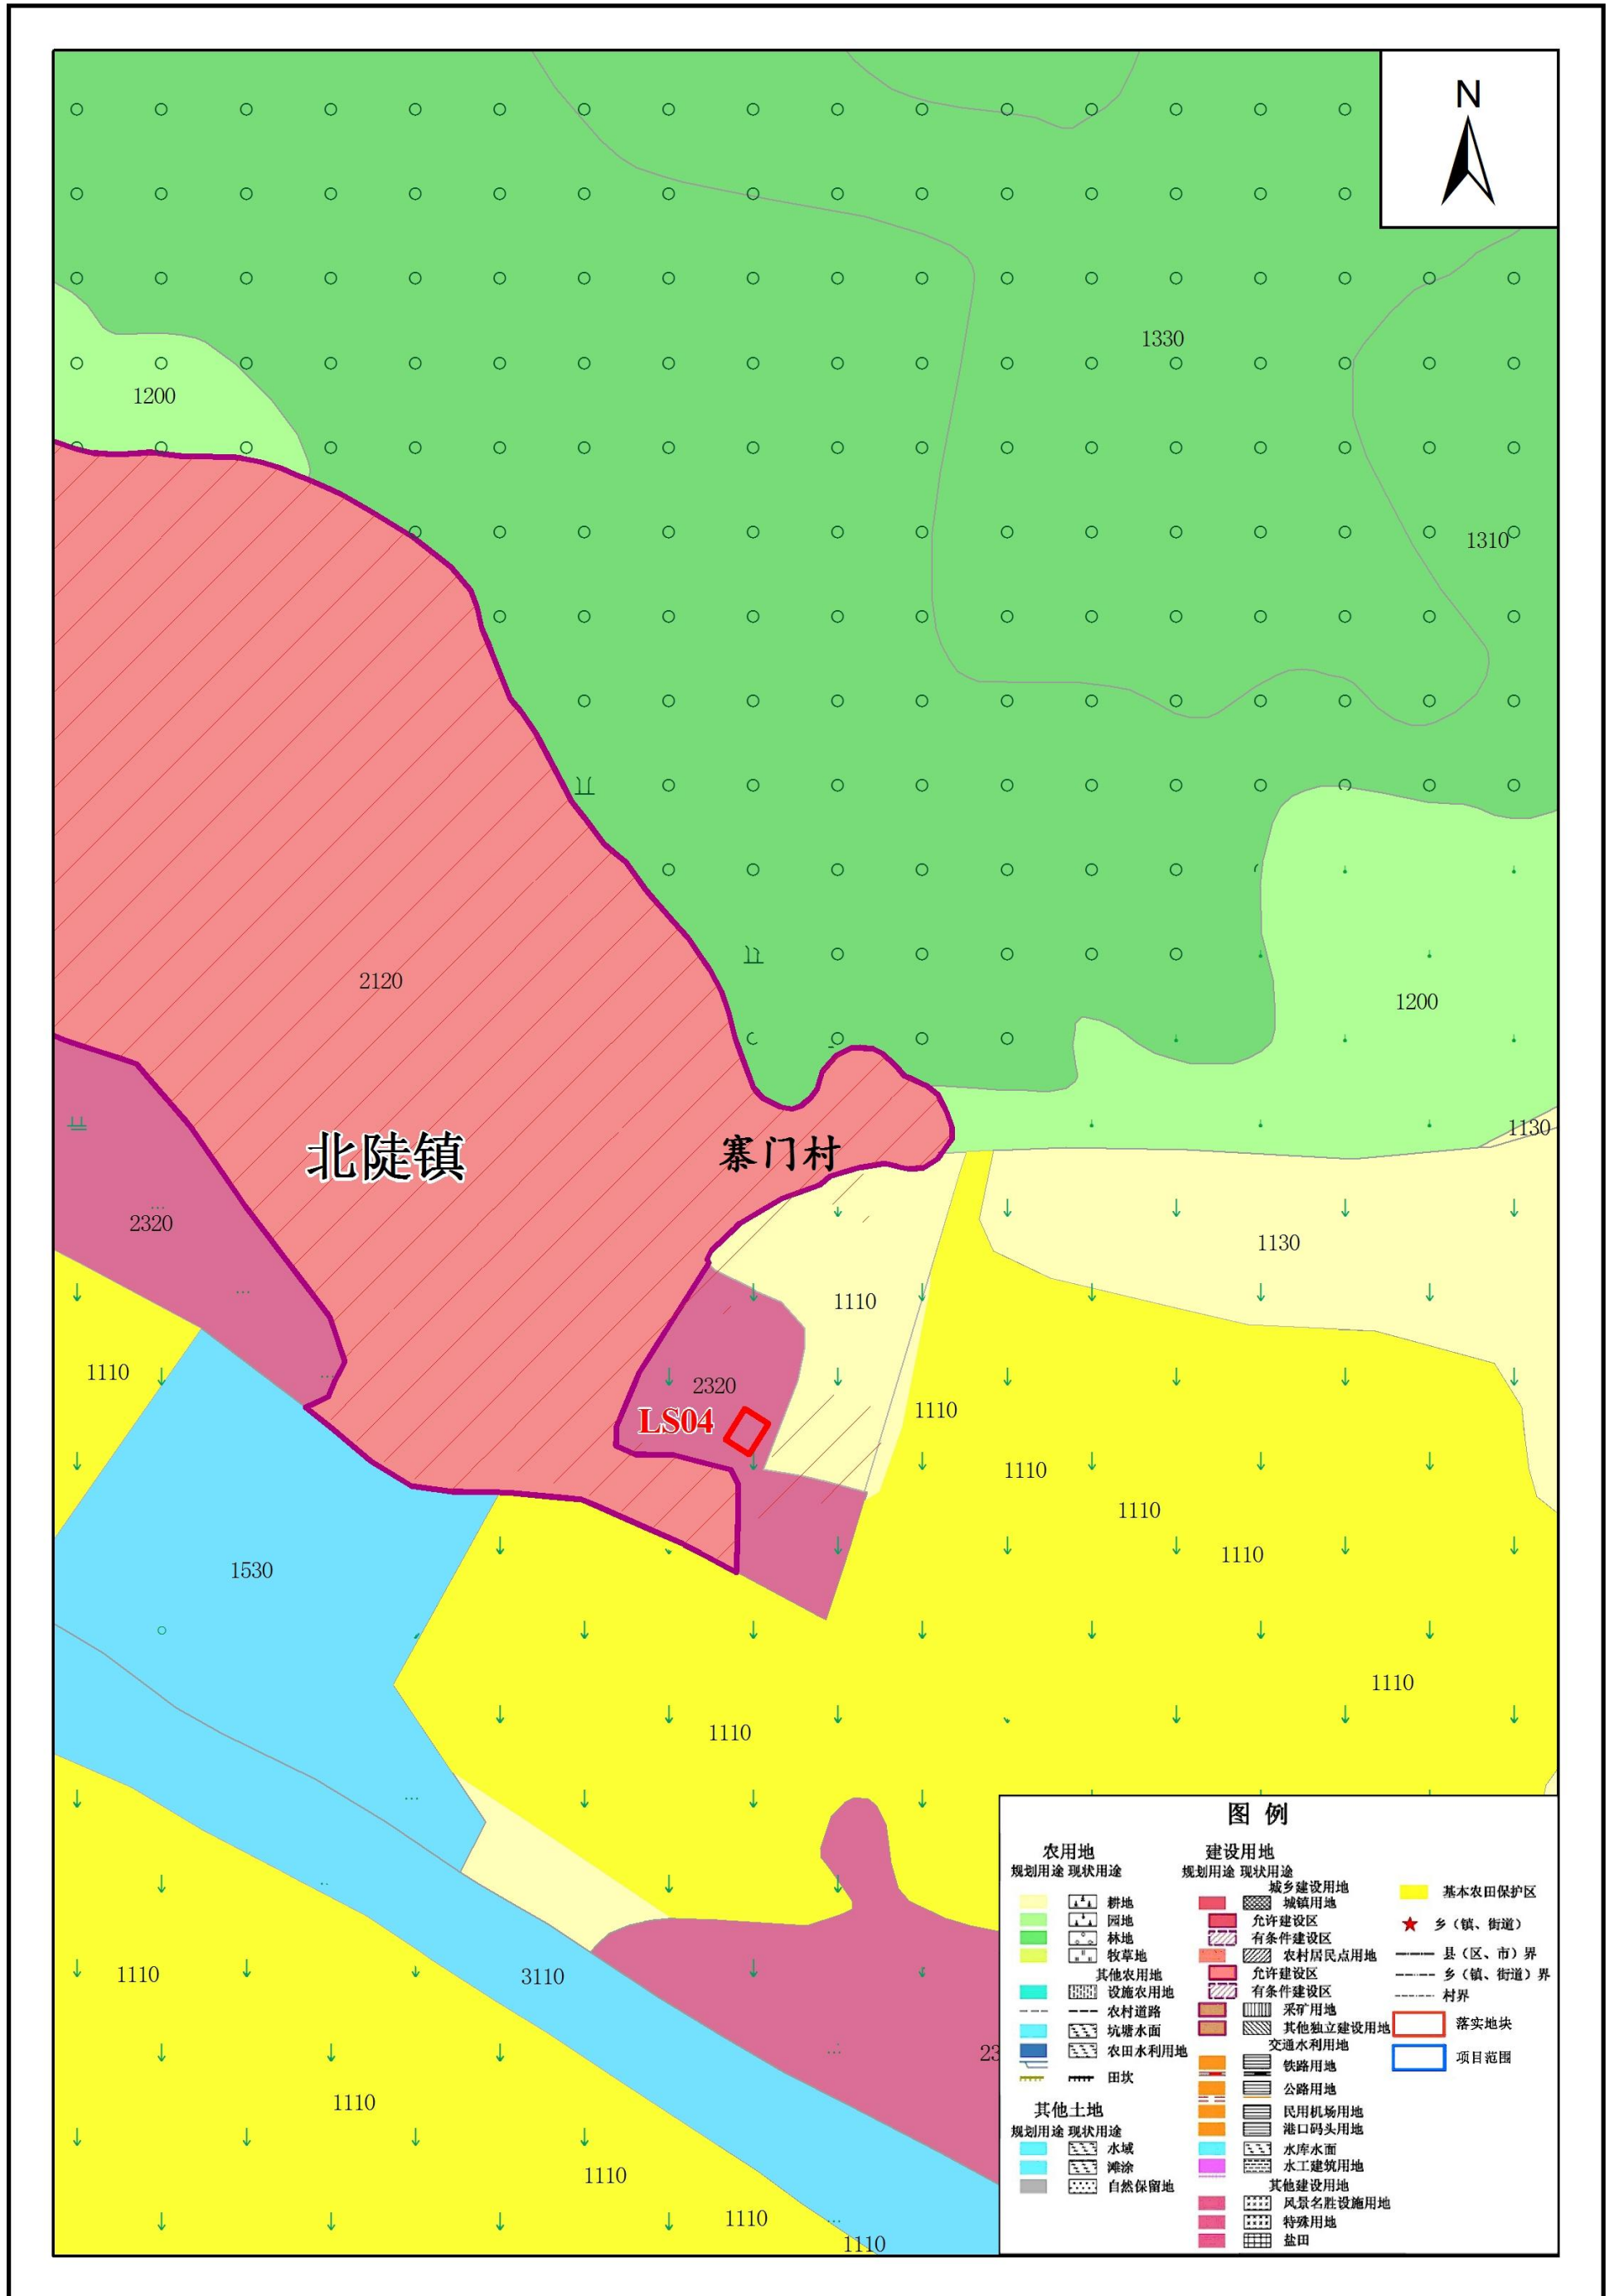 N
1330
1200
1310
2120
1200
1130
北陡镇
寨门村
2320
1130
1110
1110
2320
LS04
1110
1110
1110
1110
1530
1110
1110
1110
3110
23
1110
1110
1110
1110
图 例
农用地
规划用途 现状用途
耕地
园地
林地
牧草地
其他农用地
设施农用地
农村道路
坑塘水面
农田水利用地
田坎
其他土地
规划用途 现状用途
水域
滩涂
自然保留地
建设用地
规划用途 现状用途
城乡建设用地
城镇用地
允许建设区
有条件建设区
农村居民点用地
允许建设区
有条件建设区
采矿用地
其他独立建设用地
交通水利用地
铁路用地
公路用地
民用机场用地
港口码头用地
水库水面
水工建筑用地
其他建设用地
风景名胜设施用地
特殊用地
盐田
基本农田保护区
乡（镇、街道）
县（区、市）界
乡（镇、街道）界
村界
落实地块
项目范围